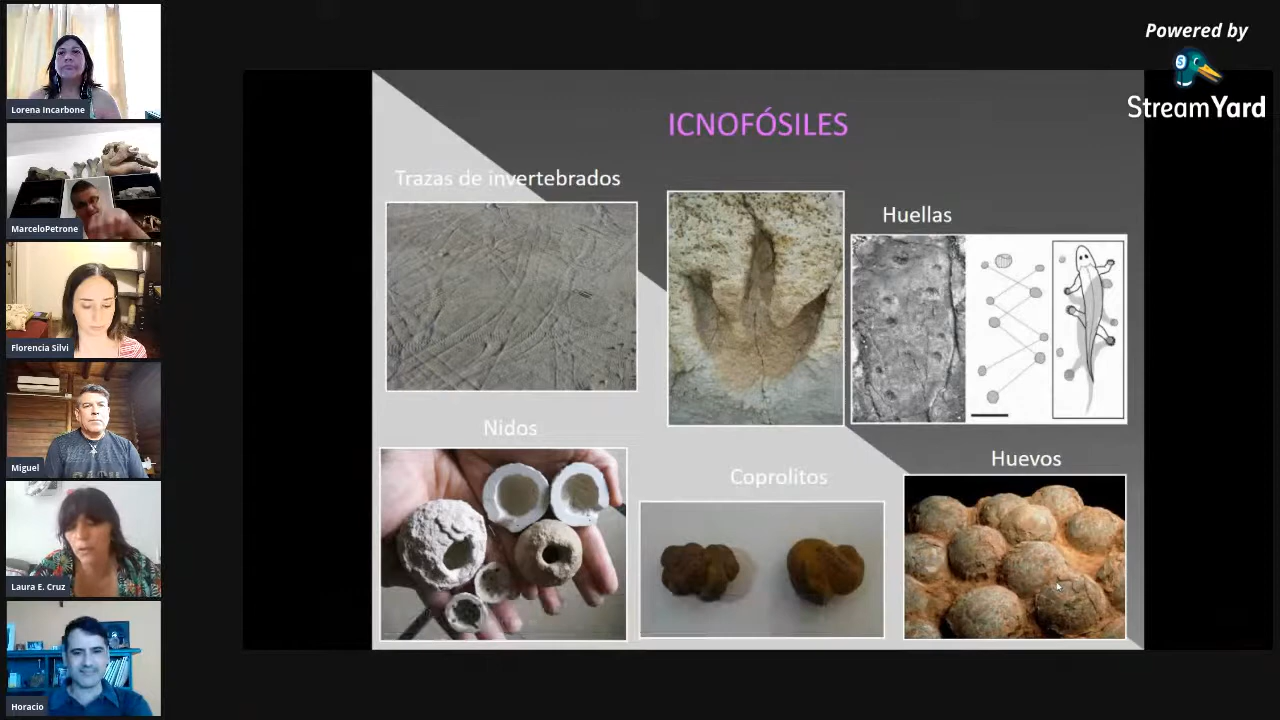 Powered by
StreamYard
Lorena Incarbone
MarceloPetrone
Florencia Silvi
Miguel
Laura E. Cruz
Horacio
ICNOFÓSILES
Trazas de invertebrados
Huellas
Nidos
Coprolitos
Huevos